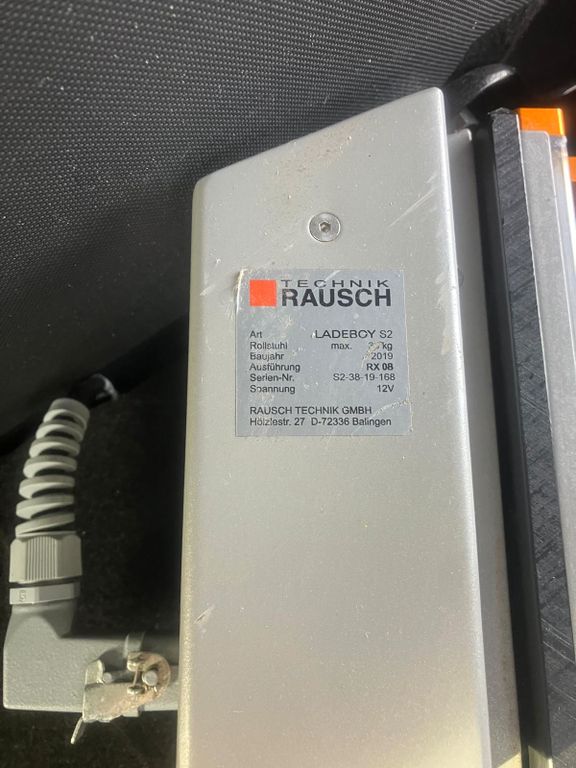 TECHNIK
RAUSCH
Art LADEBOY S2
Rollstuhl max.
Baujahr 2019
Ausführung RX 08
Serien-Nr. S2-38-19-168
Spannung 12V
RAUSCH TECHNIK GMBH
Hölzlestr. 27 D-72336 Balingen